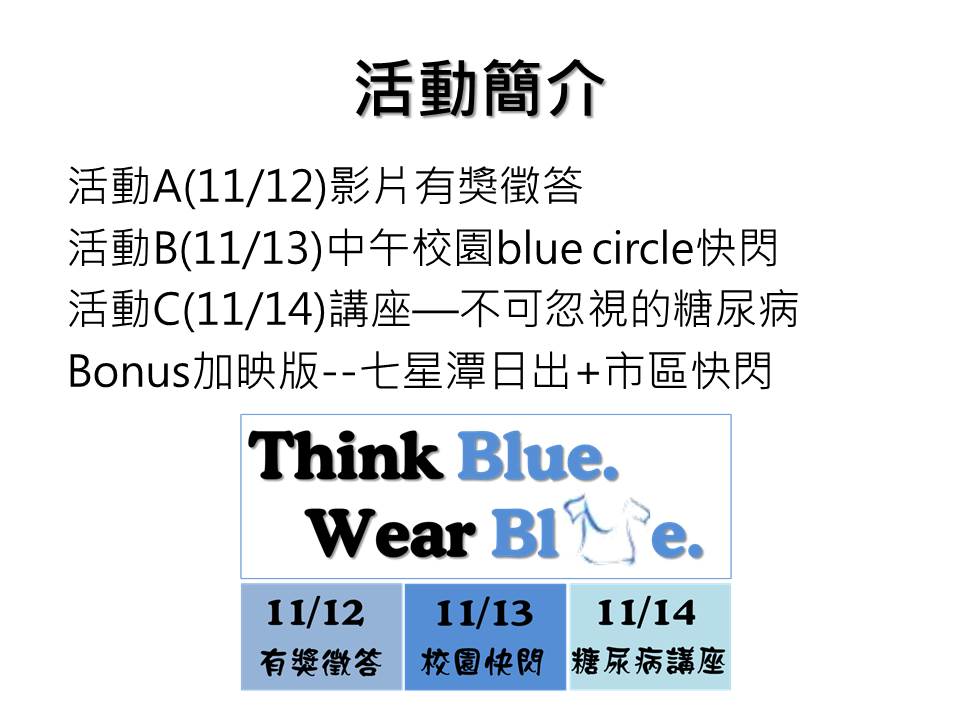 活動簡介
活動A(11/12)影片有獎徵答
活動B(11/13)中午校園blue circle快閃
活動C(11/14)講座—不可忽視的糖尿病
Bonus加映版--七星潭日出+市區快閃
Think Blue.
Wear Bl e.
11/12 11/13 11/14
有獎徵答 校園快閃 糖尿病講座